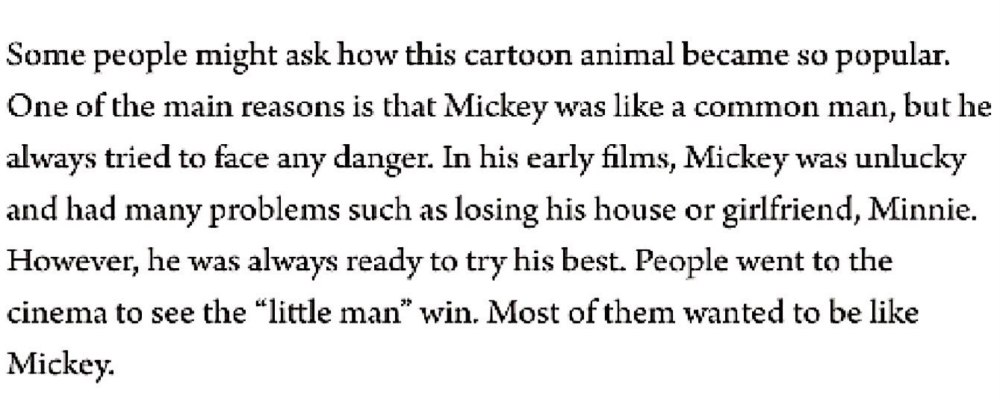 Some people might ask how this cartoon animal became so popular.
One of the main reasons is that Mickey was like a common man, but he
always tried to face any danger. In his early films, Mickey was unlucky
and had many problems such as losing his house or girlfriend, Minnie.
However, he was always ready to try his best. People went to the
cinema to see the “little man” win. Most of them wanted to be like
Mickey.